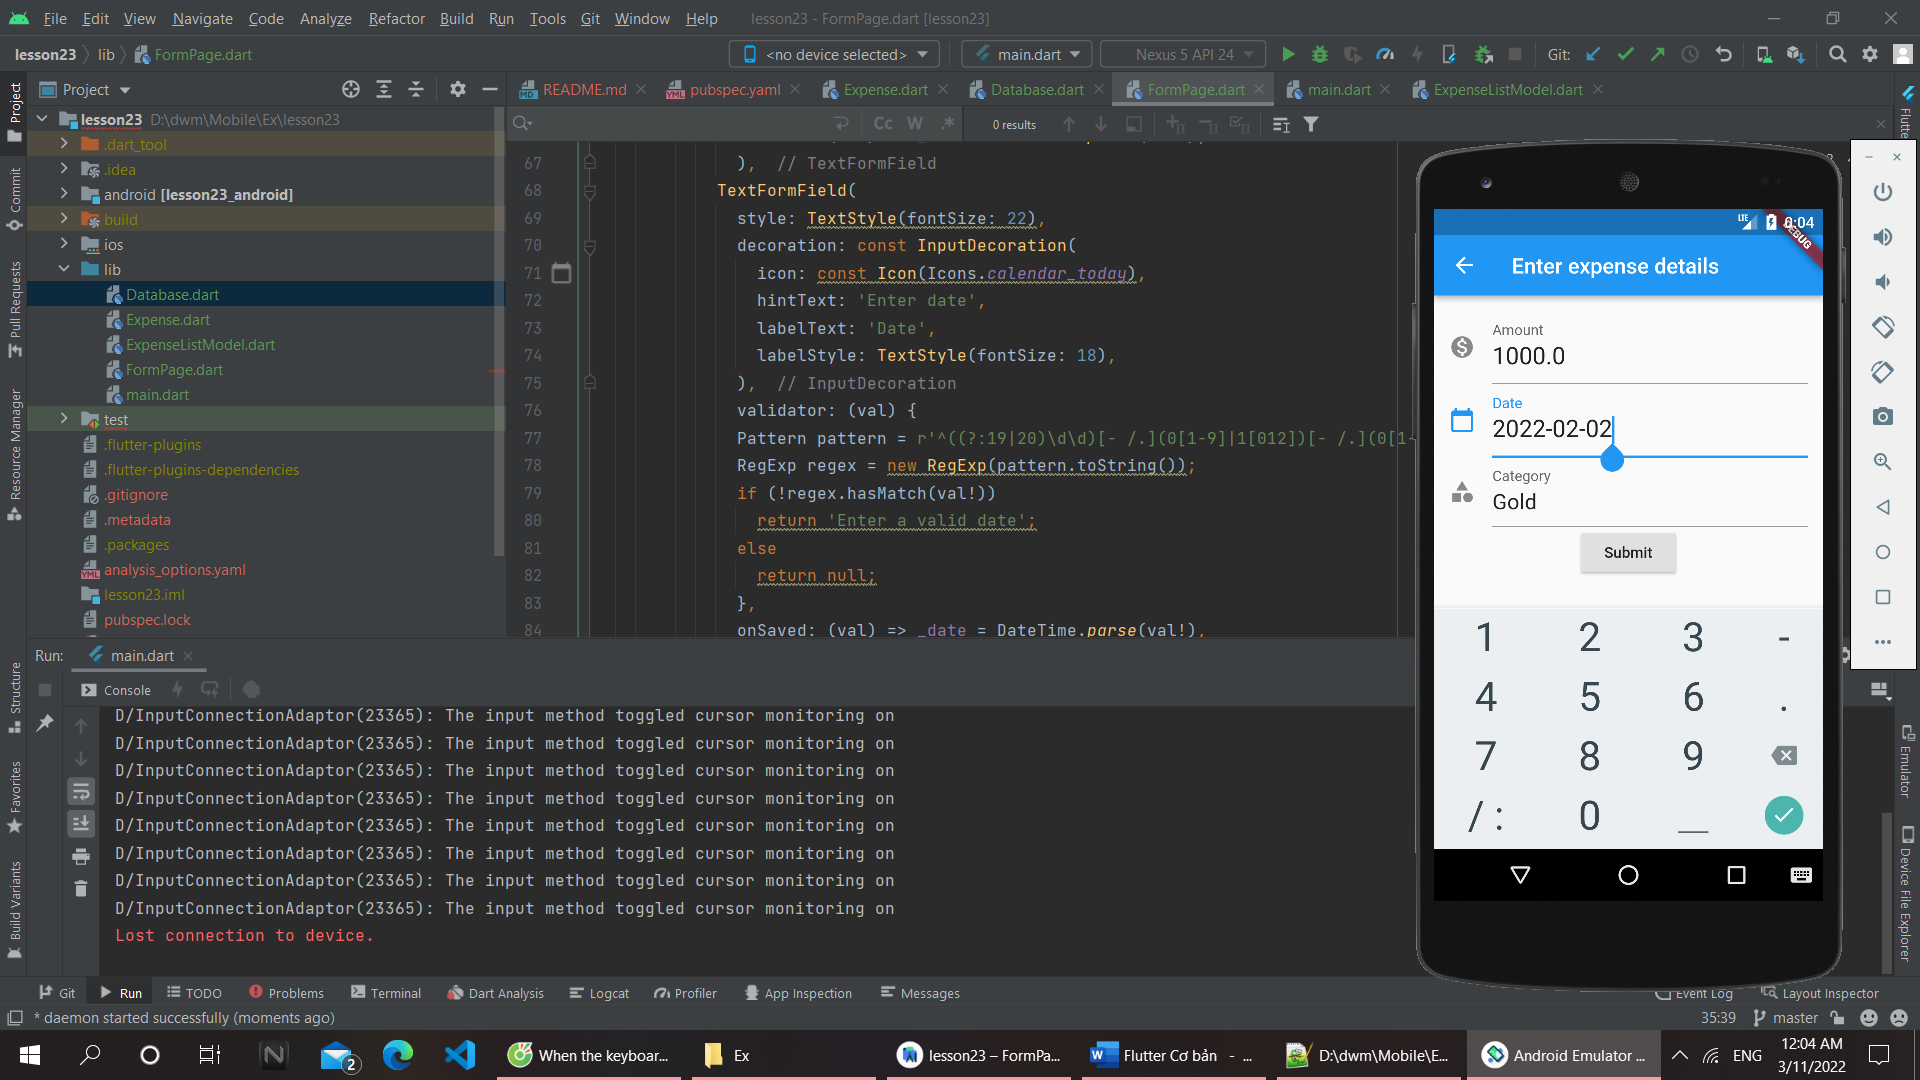 File Edit View Navigate Code Analyze Refactor Build Run Tools Git Window Help lesson23 - FormPage.dart [lesson23]
lesson23 lib FormPage.dart <no device selected> main.dart Nexus 5 API 24 Git:
Project README.md pubspec.yaml Expense.dart Database.dart FormPage.dart main.dart ExpenseListModel.dart
lesson23 D:\dwm\Mobile\Ex\lesson23
.dart_tool
.idea
android [lesson23_android]
build
ios
lib
Database.dart
Expense.dart
ExpenseListModel.dart
FormPage.dart
main.dart
test
.flutter-plugins
.flutter-plugins-dependencies
.gitignore
.metadata
.packages
analysis_options.yaml
lesson23.iml
pubspec.lock
Project
Commit
Pull Requests
Resource Manager
Structure
Favorites
Build Variants
Cc W .* 0 results
67 ), // TextFormField
68 TextFormField(
69 style: TextStyle(fontSize: 22),
70 decoration: const InputDecoration(
71 icon: const Icon(Icons.calendar_today),
72 hintText: 'Enter date',
73 labelText: 'Date',
74 labelStyle: TextStyle(fontSize: 18),
75 ), // InputDecoration
76 validator: (val) {
77 Pattern pattern = r'^((?:19|20)\d\d)[- /.](0[1-9]|1[012])[- /.](0[1-
78 RegExp regex = new RegExp(pattern.toString());
79 if (!regex.hasMatch(val!))
80 return 'Enter a valid date';
81 else
82 return null;
83 },
84 onSaved: (val) => _date = DateTime.parse(val!),
LTE 0:04
DEBUG
Enter expense details
Amount
1000.0
Date
2022-02-02
Category
Gold
Submit
1 2 3 -
4 5 6 .
7 8 9
/ : 0 _
Flutter
Emulator
Device File Explorer
Run: main.dart
Console
D/InputConnectionAdaptor(23365): The input method toggled cursor monitoring on
D/InputConnectionAdaptor(23365): The input method toggled cursor monitoring on
D/InputConnectionAdaptor(23365): The input method toggled cursor monitoring on
D/InputConnectionAdaptor(23365): The input method toggled cursor monitoring on
D/InputConnectionAdaptor(23365): The input method toggled cursor monitoring on
D/InputConnectionAdaptor(23365): The input method toggled cursor monitoring on
D/InputConnectionAdaptor(23365): The input method toggled cursor monitoring on
D/InputConnectionAdaptor(23365): The input method toggled cursor monitoring on
Lost connection to device.
Git Run TODO Problems Terminal Dart Analysis Logcat Profiler App Inspection Messages Event Log Layout Inspector
* daemon started successfully (moments ago) 35:39 master
2 When the keyboar... Ex lesson23 – FormPa... Flutter Cơ bản - ... D:\dwm\Mobile\E... Android Emulator ... ENG 12:04 AM
3/11/2022